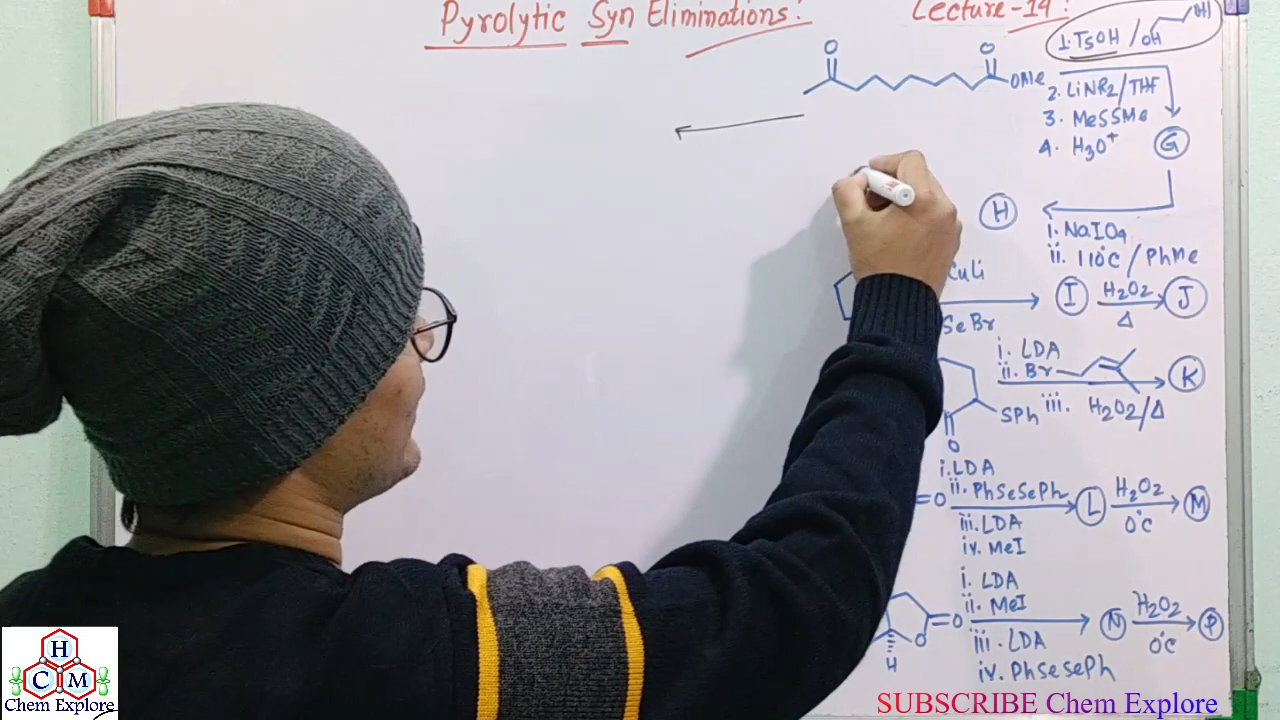 Pyrolytic Syn Eliminations: Lecture-14:
1. TsOH / OH OH
O O OMe
2. LiNR2/THF
3. MeSSMe
4. H3O+
G
H
i. NaIO4
ii. 110°C/PhMe
CuLi
SeBr
I H2O2 Δ J
i. LDA
ii. Br
iii. H2O2/Δ
K
SPh
O
i. LDA
=O ii. PhSeSePh
iii. LDA
iv. MeI
L H2O2 0°C M
i. LDA
ii. MeI
=O
O
H
iii. LDA
iv. PhSeSePh
N H2O2 0°C P
H
C M
Chem Explore
SUBSCRIBE Chem Explore